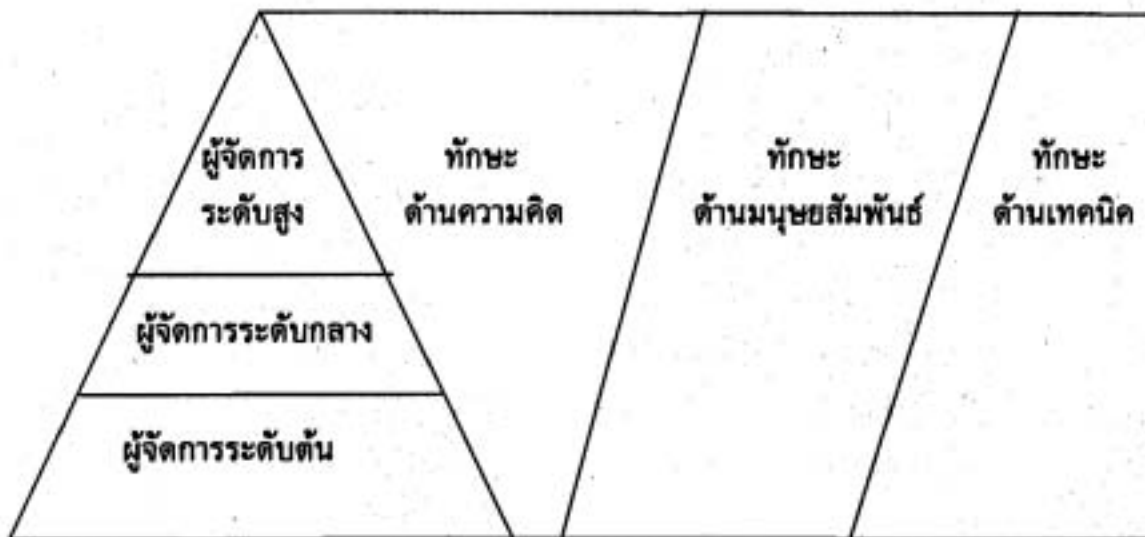 ผู้จัดการ
ระดับสูง
ทักษะ
ด้านความคิด
ทักษะ
ด้านมนุษยสัมพันธ์
ทักษะ
ด้านเทคนิค
ผู้จัดการระดับกลาง
ผู้จัดการระดับต้น